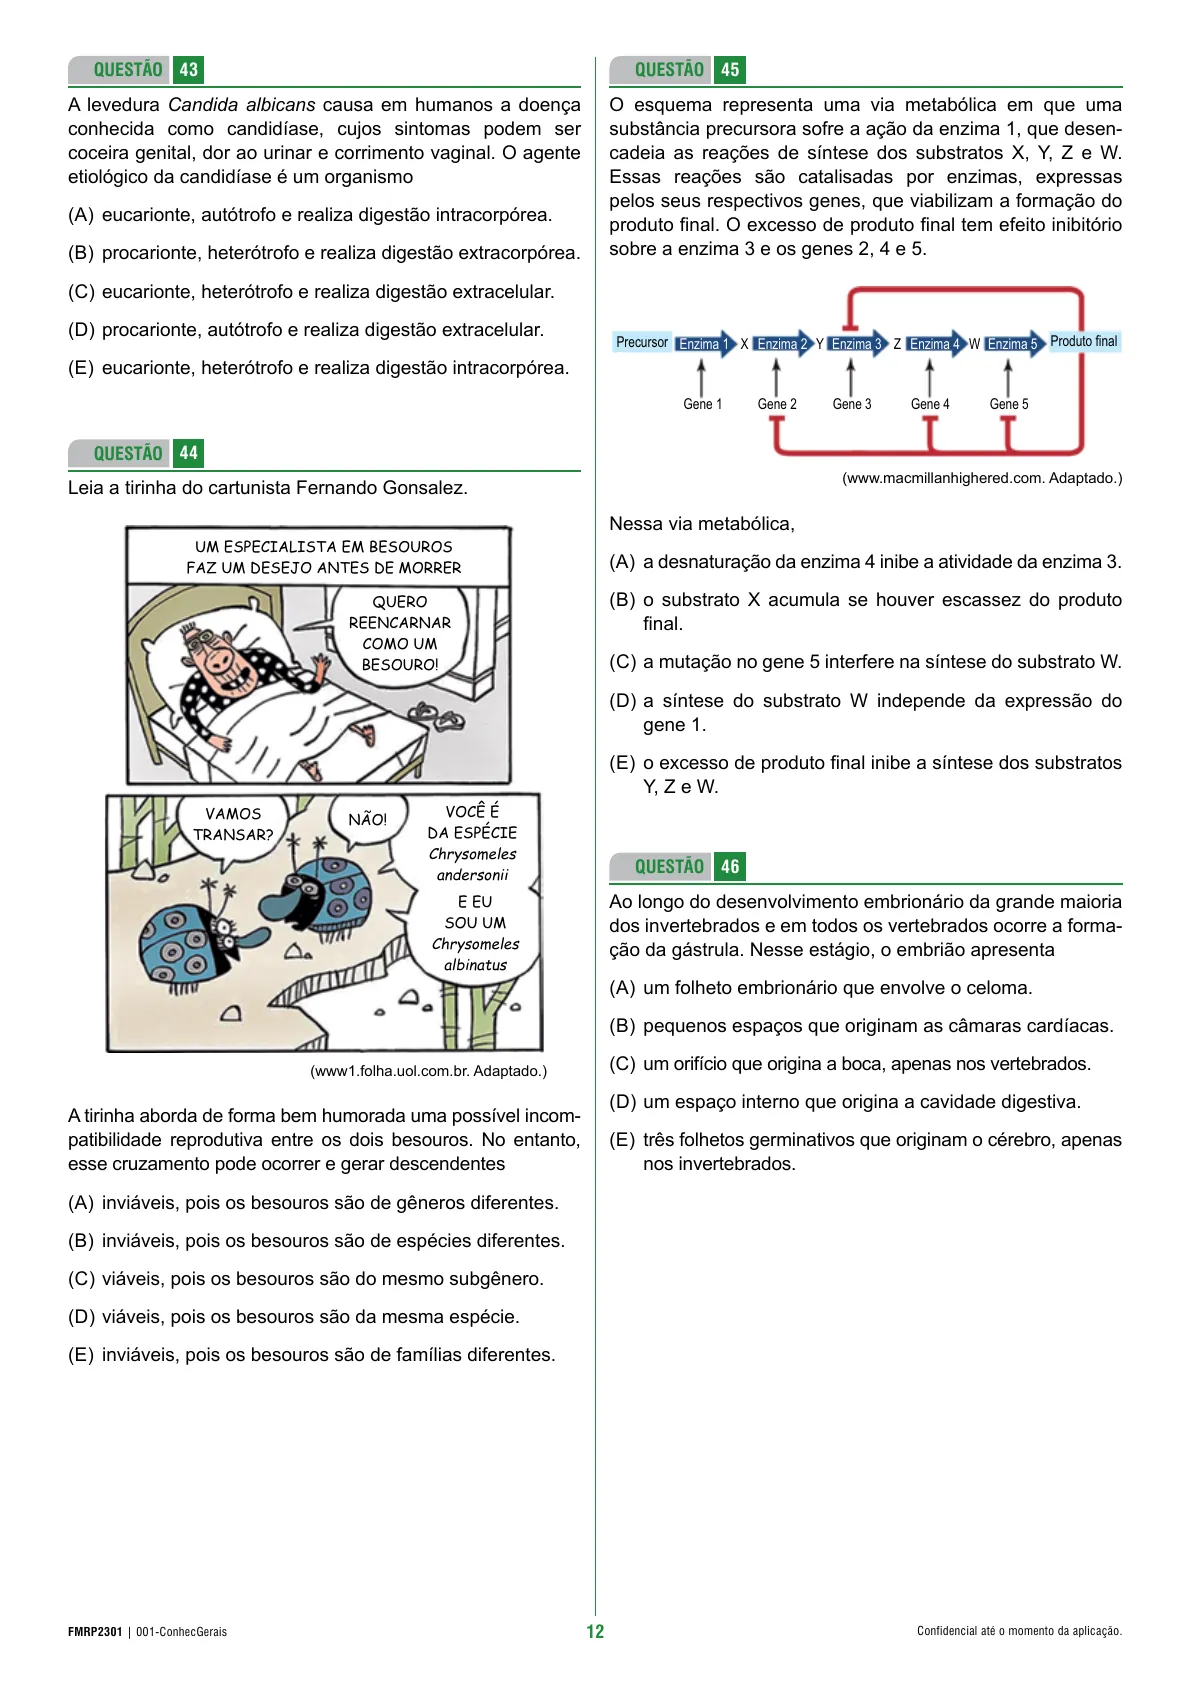 QUESTÃO 43
A levedura Candida albicans causa em humanos a doença
conhecida como candidíase, cujos sintomas podem ser
coceira genital, dor ao urinar e corrimento vaginal. O agente
etiológico da candidíase é um organismo
(A) eucarionte, autótrofo e realiza digestão intracorpórea.
(B) procarionte, heterótrofo e realiza digestão extracorpórea.
(C) eucarionte, heterótrofo e realiza digestão extracelular.
(D) procarionte, autótrofo e realiza digestão extracelular.
(E) eucarionte, heterótrofo e realiza digestão intracorpórea.
QUESTÃO 44
Leia a tirinha do cartunista Fernando Gonsalez.
UM ESPECIALISTA EM BESOUROS
FAZ UM DESEJO ANTES DE MORRER
QUERO
REENCARNAR
COMO UM
BESOURO!
VAMOS
TRANSAR?
NÃO!
VOCÊ É
DA ESPÉCIE
Chrysomeles
andersonii
E EU
SOU UM
Chrysomeles
albinatus
(www1.folha.uol.com.br. Adaptado.)
A tirinha aborda de forma bem humorada uma possível incom-
patibilidade reprodutiva entre os dois besouros. No entanto,
esse cruzamento pode ocorrer e gerar descendentes
(A) inviáveis, pois os besouros são de gêneros diferentes.
(B) inviáveis, pois os besouros são de espécies diferentes.
(C) viáveis, pois os besouros são do mesmo subgênero.
(D) viáveis, pois os besouros são da mesma espécie.
(E) inviáveis, pois os besouros são de famílias diferentes.
QUESTÃO 45
O esquema representa uma via metabólica em que uma
substância precursora sofre a ação da enzima 1, que desen-
cadeia as reações de síntese dos substratos X, Y, Z e W.
Essas reações são catalisadas por enzimas, expressas
pelos seus respectivos genes, que viabilizam a formação do
produto final. O excesso de produto final tem efeito inibitório
sobre a enzima 3 e os genes 2, 4 e 5.
Precursor Enzima 1 X Enzima 2 Y Enzima 3 Z Enzima 4 W Enzima 5 Produto final
Gene 1 Gene 2 Gene 3 Gene 4 Gene 5
(www.macmillanhighered.com. Adaptado.)
Nessa via metabólica,
(A) a desnaturação da enzima 4 inibe a atividade da enzima 3.
(B) o substrato X acumula se houver escassez do produto
final.
(C) a mutação no gene 5 interfere na síntese do substrato W.
(D) a síntese do substrato W independe da expressão do
gene 1.
(E) o excesso de produto final inibe a síntese dos substratos
Y, Z e W.
QUESTÃO 46
Ao longo do desenvolvimento embrionário da grande maioria
dos invertebrados e em todos os vertebrados ocorre a forma-
ção da gástrula. Nesse estágio, o embrião apresenta
(A) um folheto embrionário que envolve o celoma.
(B) pequenos espaços que originam as câmaras cardíacas.
(C) um orifício que origina a boca, apenas nos vertebrados.
(D) um espaço interno que origina a cavidade digestiva.
(E) três folhetos germinativos que originam o cérebro, apenas
nos invertebrados.
FMRP2301 | 001-ConhecGerais
12
Confidencial até o momento da aplicação.